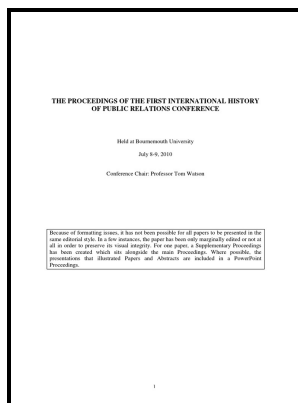 THE PROCEEDINGS OF THE FIRST INTERNATIONAL HISTORY
OF PUBLIC RELATIONS CONFERENCE
Held at Bournemouth University
July 8-9, 2010
Conference Chair: Professor Tom Watson
Because of formatting issues, it has not been possible for all papers to be presented in the
same editorial style. In a few instances, the paper has been only marginally edited or not at
all in order to preserve its visual integrity. For one paper, a Supplementary Proceedings
has been created which sits alongside the main Proceedings. Where possible, the
presentations that illustrated Papers and Abstracts are included in a PowerPoint
Proceedings.
1